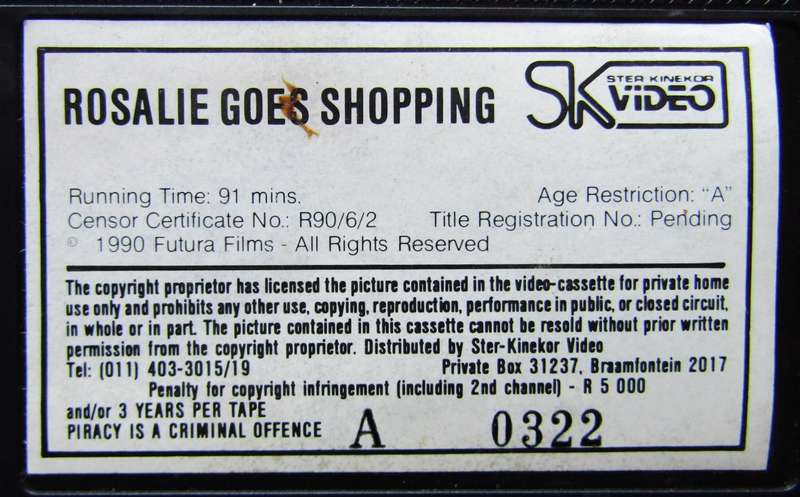 ROSALIE GOES SHOPPING
SK STER KINEKOR ViDEO
Running Time: 91 mins. Age Restriction: "A"
Censor Certificate No.: R90/6/2 Title Registration No.: Pending
© 1990 Futura Films - All Rights Reserved
The copyright proprietor has licensed the picture contained in the video-cassette for private home
use only and prohibits any other use, copying, reproduction, performance in public, or closed circuit,
in whole or in part. The picture contained in this cassette cannot be resold without prior written
permission from the copyright proprietor. Distributed by Ster-Kinekor Video
Tel: (011) 403-3015/19 Private Box 31237, Braamfontein 2017
Penalty for copyright infringement (including 2nd channel) - R 5 000
and/or 3 YEARS PER TAPE
PIRACY IS A CRIMINAL OFFENCE A 0322